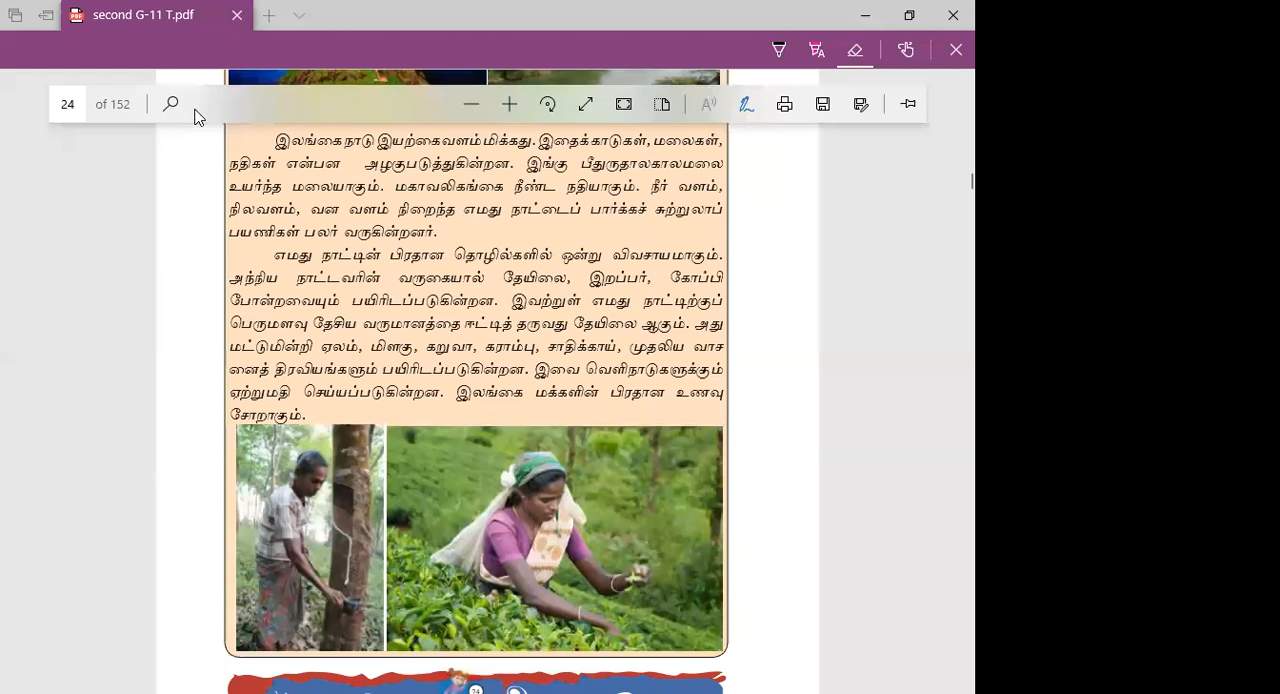 second G-11 T.pdf
24 of 152
இலங்கை நாடு இயற்கைவளம் மிக்கது. இதைக்காடுகள், மலைகள்,
நதிகள் என்பன அழகுபடுத்துகின்றன. இங்கு பீதுருதாலகாலமலை
உயர்ந்த மலையாகும். மகாவலிகங்கை நீண்ட நதியாகும். நீர் வளம்,
நிலவளம், வன வளம் நிறைந்த எமது நாட்டைப் பார்க்கச் சுற்றுலாப்
பயணிகள் பலர் வருகின்றனர்.
எமது நாட்டின் பிரதான தொழில்களில் ஒன்று விவசாயமாகும்.
அந்நிய நாட்டவரின் வருகையால் தேயிலை, இறப்பர், கோப்பி
போன்றவையும் பயிரிடப்படுகின்றன. இவற்றுள் எமது நாட்டிற்குப்
பெருமளவு தேசிய வருமானத்தை ஈட்டித் தருவது தேயிலை ஆகும். அது
மட்டுமின்றி ஏலம், மிளகு, கறுவா, கராம்பு, சாதிக்காய், முதலிய வாச
னைத் திரவியங்களும் பயிரிடப்படுகின்றன. இவை வெளிநாடுகளுக்கும்
ஏற்றுமதி செய்யப்படுகின்றன. இலங்கை மக்களின் பிரதான உணவு
சோறாகும்.
24